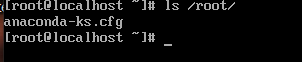 [root@localhost ~]# ls /root/
anaconda-ks.cfg
[root@localhost ~]# _